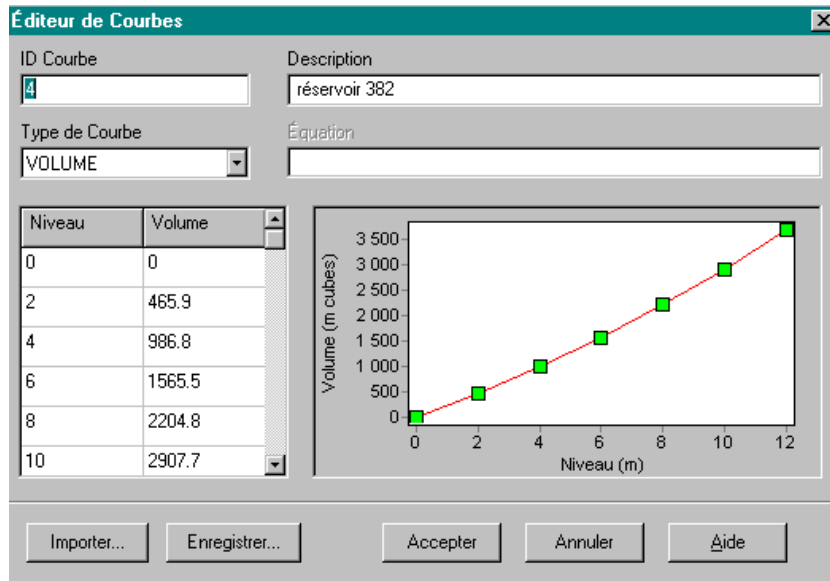 Éditeur de Courbes
ID Courbe
Description
4
réservoir 382
Type de Courbe
Équation
VOLUME
Niveau Volume
0 0
2 465.9
4 986.8
6 1565.5
8 2204.8
10 2907.7
Volume (m cubes)
3 500
3 000
2 500
2 000
1 500
1 000
500
0
0 2 4 6 8 10 12
Niveau (m)
Importer...
Enregistrer...
Accepter
Annuler
Aide